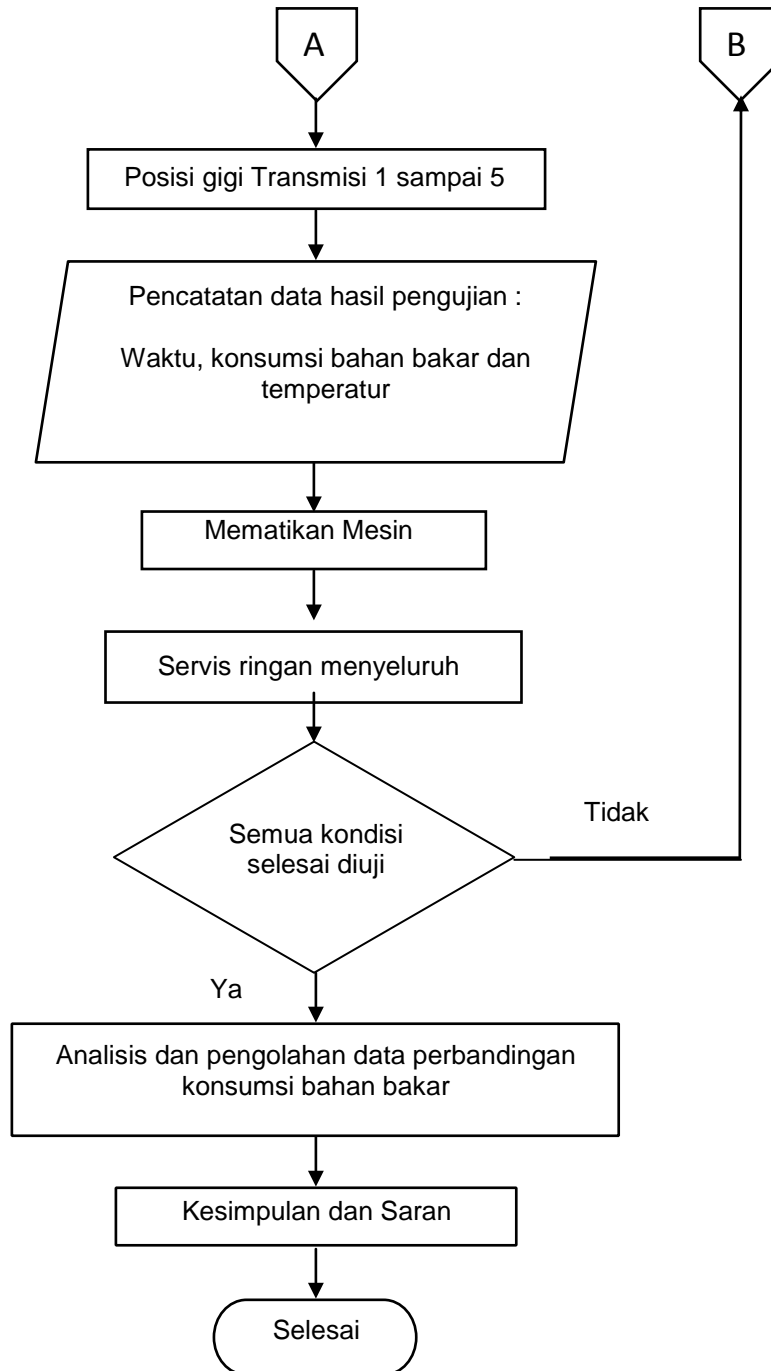 A
B
Posisi gigi Transmisi 1 sampai 5
Pencatatan data hasil pengujian :
Waktu, konsumsi bahan bakar dan
temperatur
Mematikan Mesin
Servis ringan menyeluruh
Semua kondisi
selesai diuji
Tidak
Ya
Analisis dan pengolahan data perbandingan
konsumsi bahan bakar
Kesimpulan dan Saran
Selesai